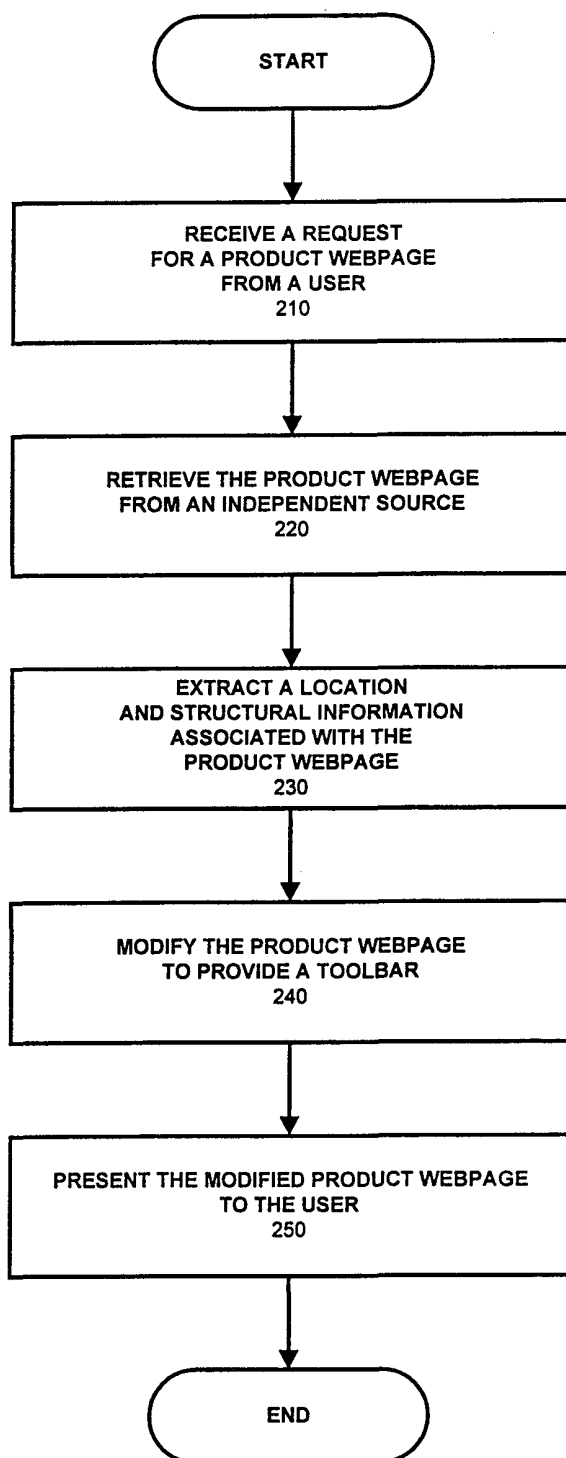 START
RECEIVE A REQUEST
FOR A PRODUCT WEBPAGE
FROM A USER
210
RETRIEVE THE PRODUCT WEBPAGE
FROM AN INDEPENDENT SOURCE
220
EXTRACT A LOCATION
AND STRUCTURAL INFORMATION
ASSOCIATED WITH THE
PRODUCT WEBPAGE
230
MODIFY THE PRODUCT WEBPAGE
TO PROVIDE A TOOLBAR
240
PRESENT THE MODIFIED PRODUCT WEBPAGE
TO THE USER
250
END